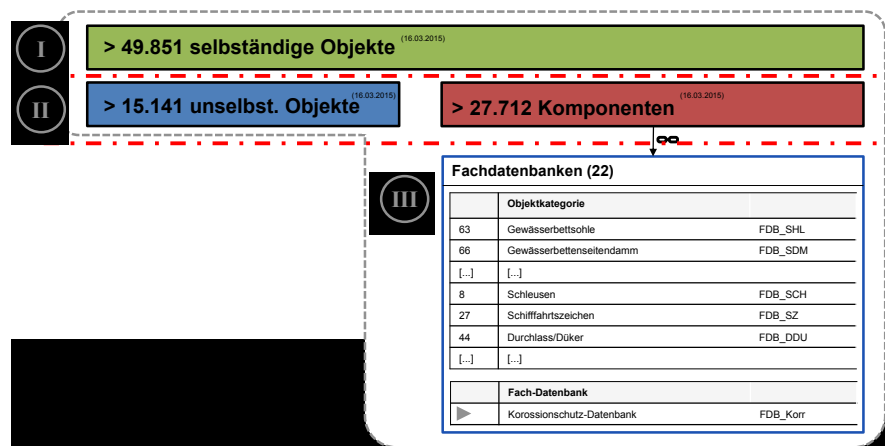 I
> 49.851 selbständige Objekte (16.03.2015)
II
> 15.141 unselbst. Objekte (16.03.2015)
> 27.712 Komponenten (16.03.2015)
III
Fachdatenbanken (22)
Objektkategorie
63 Gewässerbettsohle FDB_SHL
66 Gewässerbettenseitendamm FDB_SDM
[...] [...]
8 Schleusen FDB_SCH
27 Schifffahrtszeichen FDB_SZ
44 Durchlass/Düker FDB_DDU
[...] [...]
Fach-Datenbank
Korossionschutz-Datenbank FDB_Korr